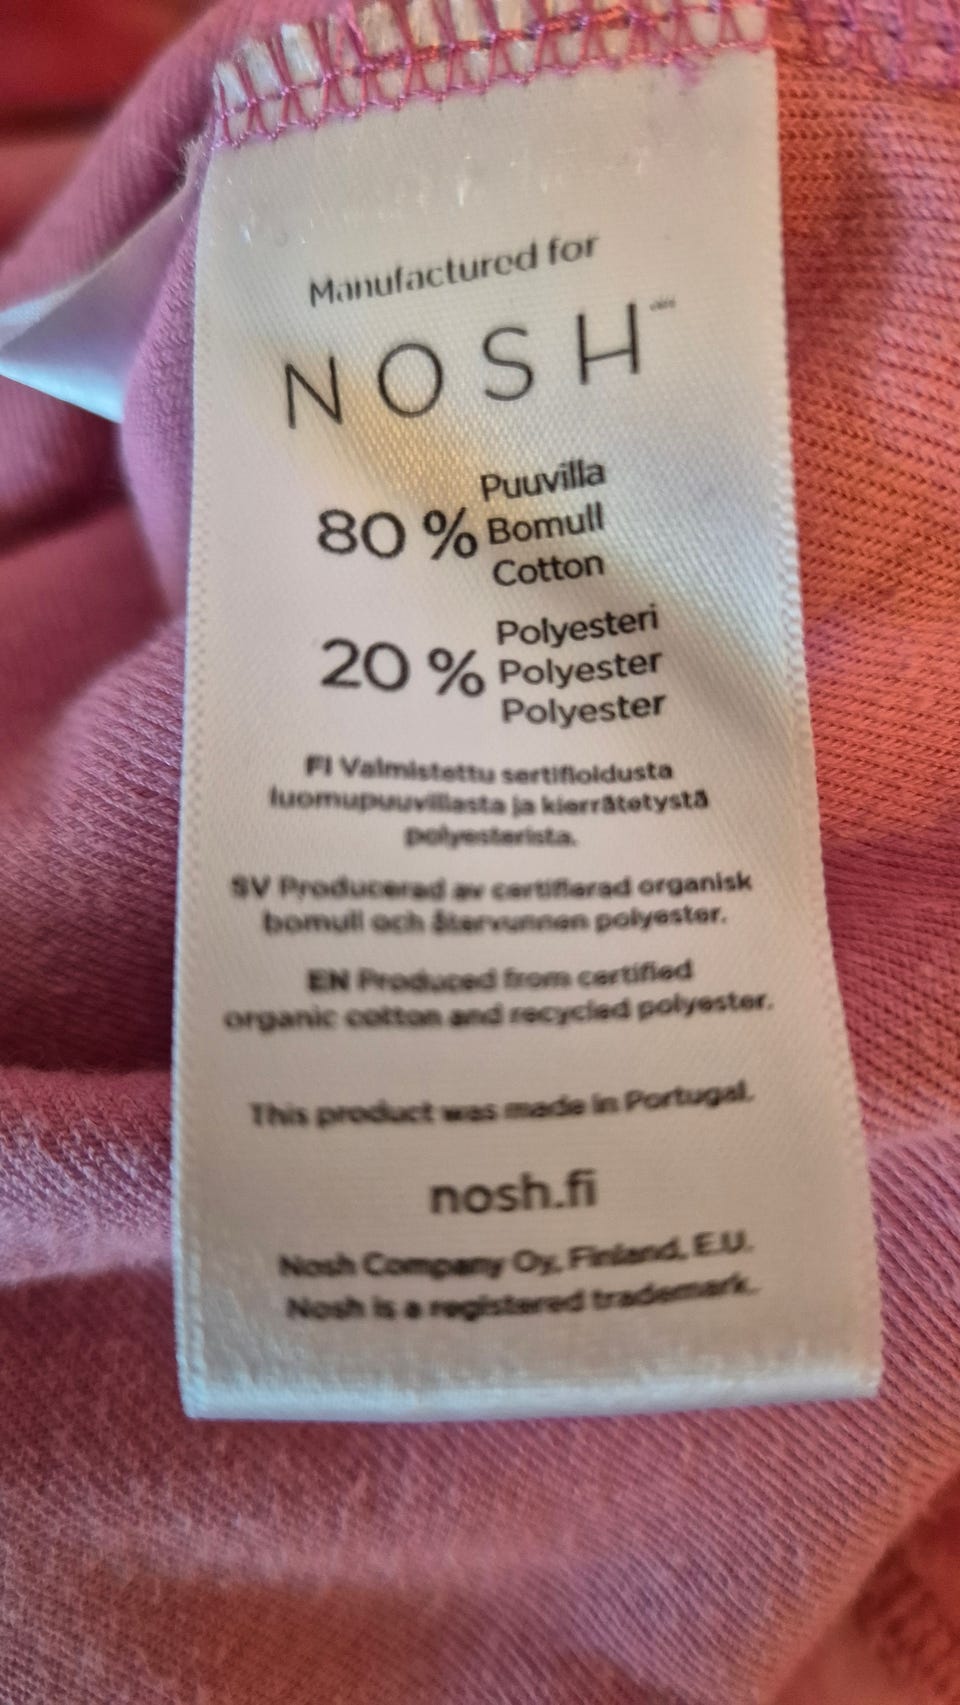 Manufactured for
NOSH
80 %
Puuvilla
Bomull
Cotton
20 %
Polyesteri
Polyester
Polyester
FI Valmistettu sertifioidusta
luomupuuvillasta ja kierrätetystä
polyesterista.
SV Producerad av certifierad organisk
bomull och återvunnen polyester.
EN Produced from certified
organic cotton and recycled polyester.
This product was made in Portugal.
nosh.fi
Nosh Company Oy, Finland, E.U.
Nosh is a registered trademark.